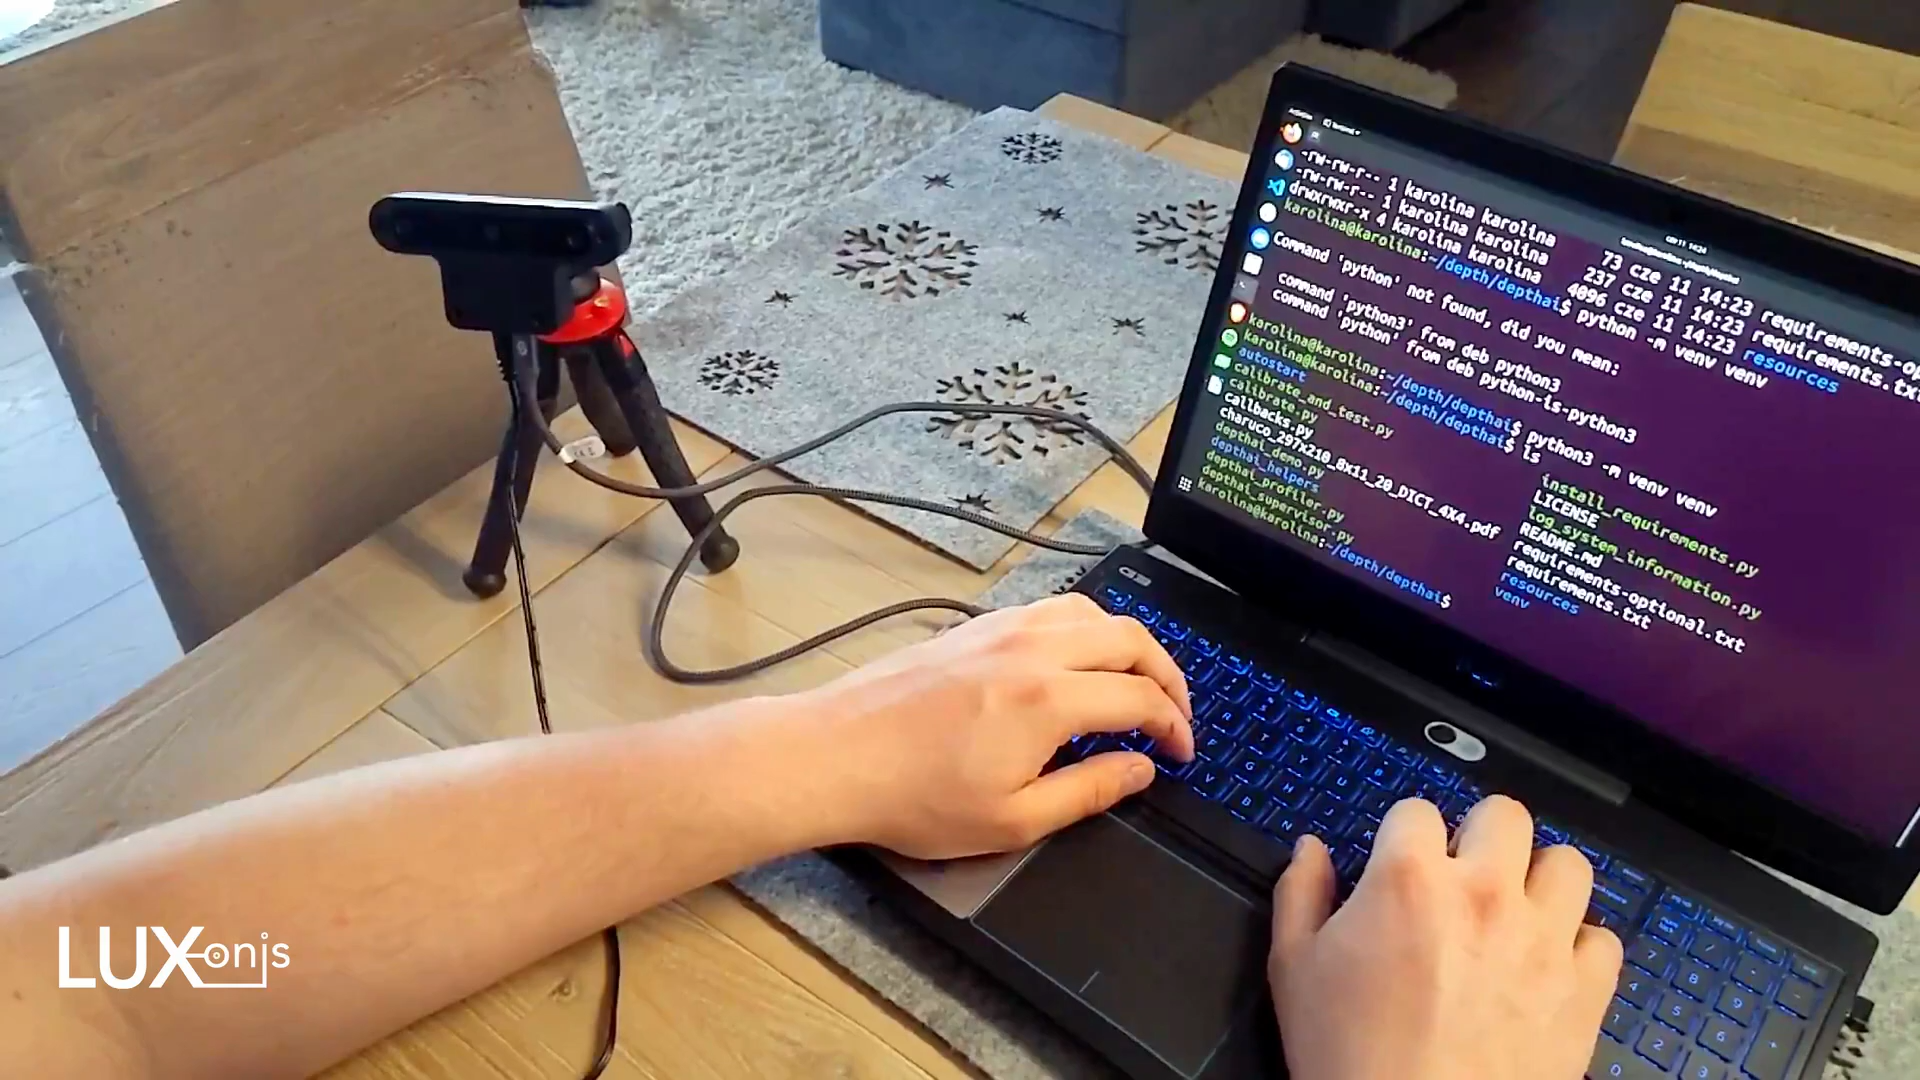 -rw-rw-r-- 1 karolina karolina 73 cze 11 14:23 requirements-op
-rw-rw-r-- 1 karolina karolina 237 cze 11 14:23 requirements.txt
drwxrwxr-x 4 karolina karolina 4096 cze 11 14:23 resources
karolina@karolina:~/depth/depthai$ python -m venv venv
Command 'python' not found, did you mean:
command 'python3' from deb python3
command 'python' from deb python-is-python3
karolina@karolina:~/depth/depthai$ python3 -m venv venv
karolina@karolina:~/depth/depthai$ ls
autostart install_requirements.py
calibrate_and_test.py LICENSE
calibrate.py log_system_information.py
callbacks.py README.md
charuco_297x210_8x11_20_DICT_4X4.pdf requirements-optional.txt
depthai_demo.py requirements.txt
depthai_helpers resources
depthai_profiler.py venv
depthai_supervisor.py
karolina@karolina:~/depth/depthai$
G3
LUXonis